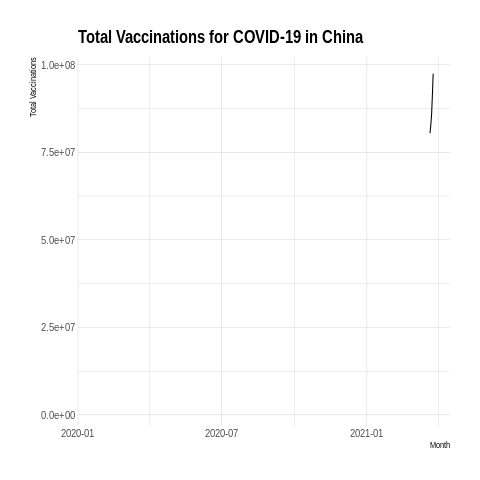 Total Vaccinations for COVID-19 in China
Total Vaccinations
1.0e+08
7.5e+07
5.0e+07
2.5e+07
0.0e+00
2020-01 2020-07 2021-01
Month